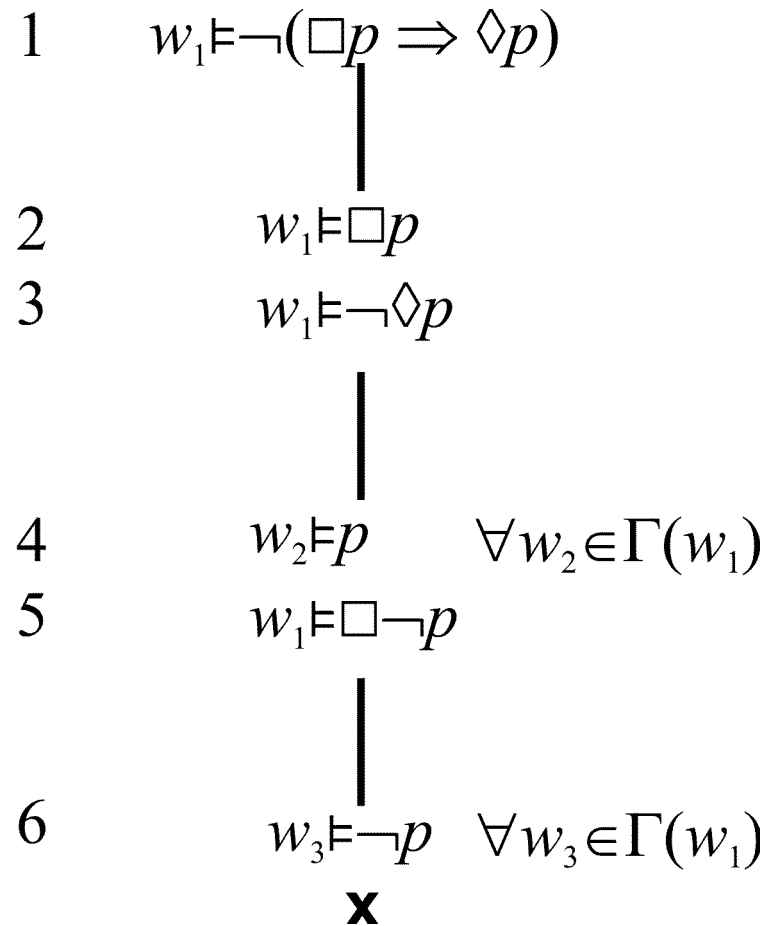 1 w₁⊨¬(□p ⇒ ◊p)
2 w₁⊨□p
3 w₁⊨¬◊p
4 w₂⊨p ∀w₂∈Γ(w₁)
5 w₁⊨□¬p
6 w₃⊨¬p ∀w₃∈Γ(w₁)
x